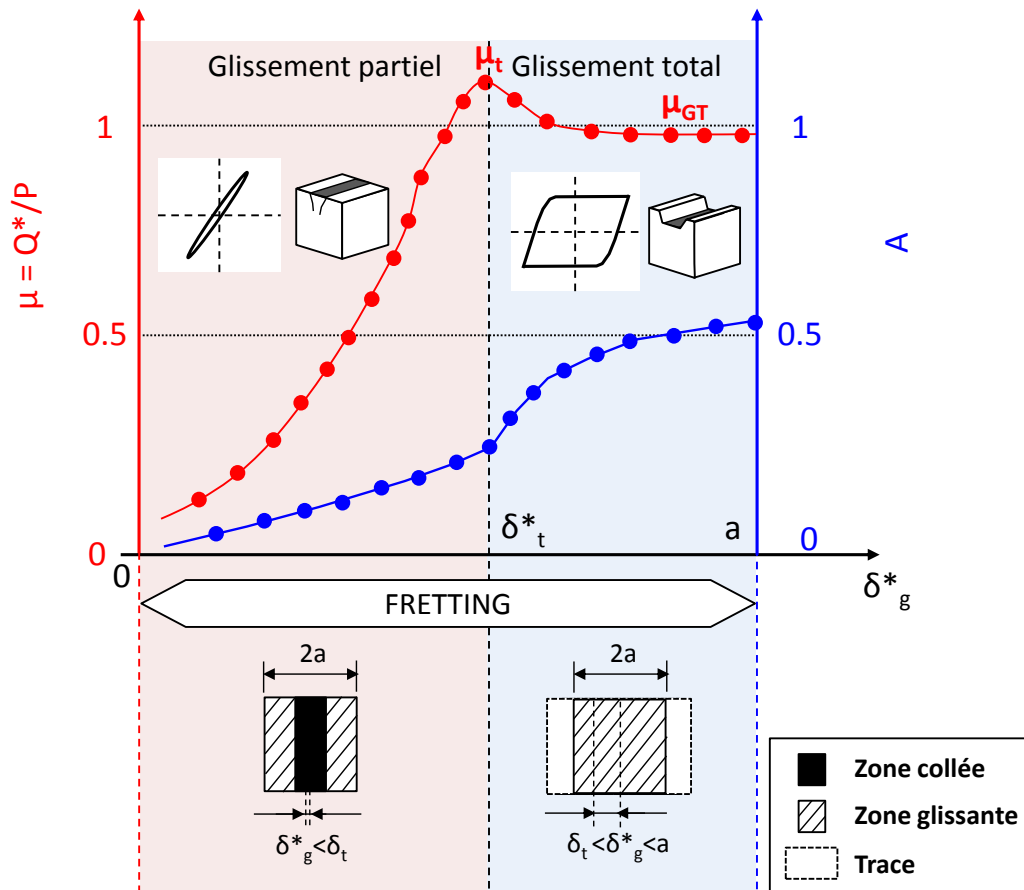 Glissement partiel
μt
Glissement total
μGT
1
1
μ = Q*/P
A
0.5
0.5
δ*t
a
0
0
0
δ*g
FRETTING
2a
2a
δ*g<δt
δt<δ*g<a
Zone collée
Zone glissante
Trace